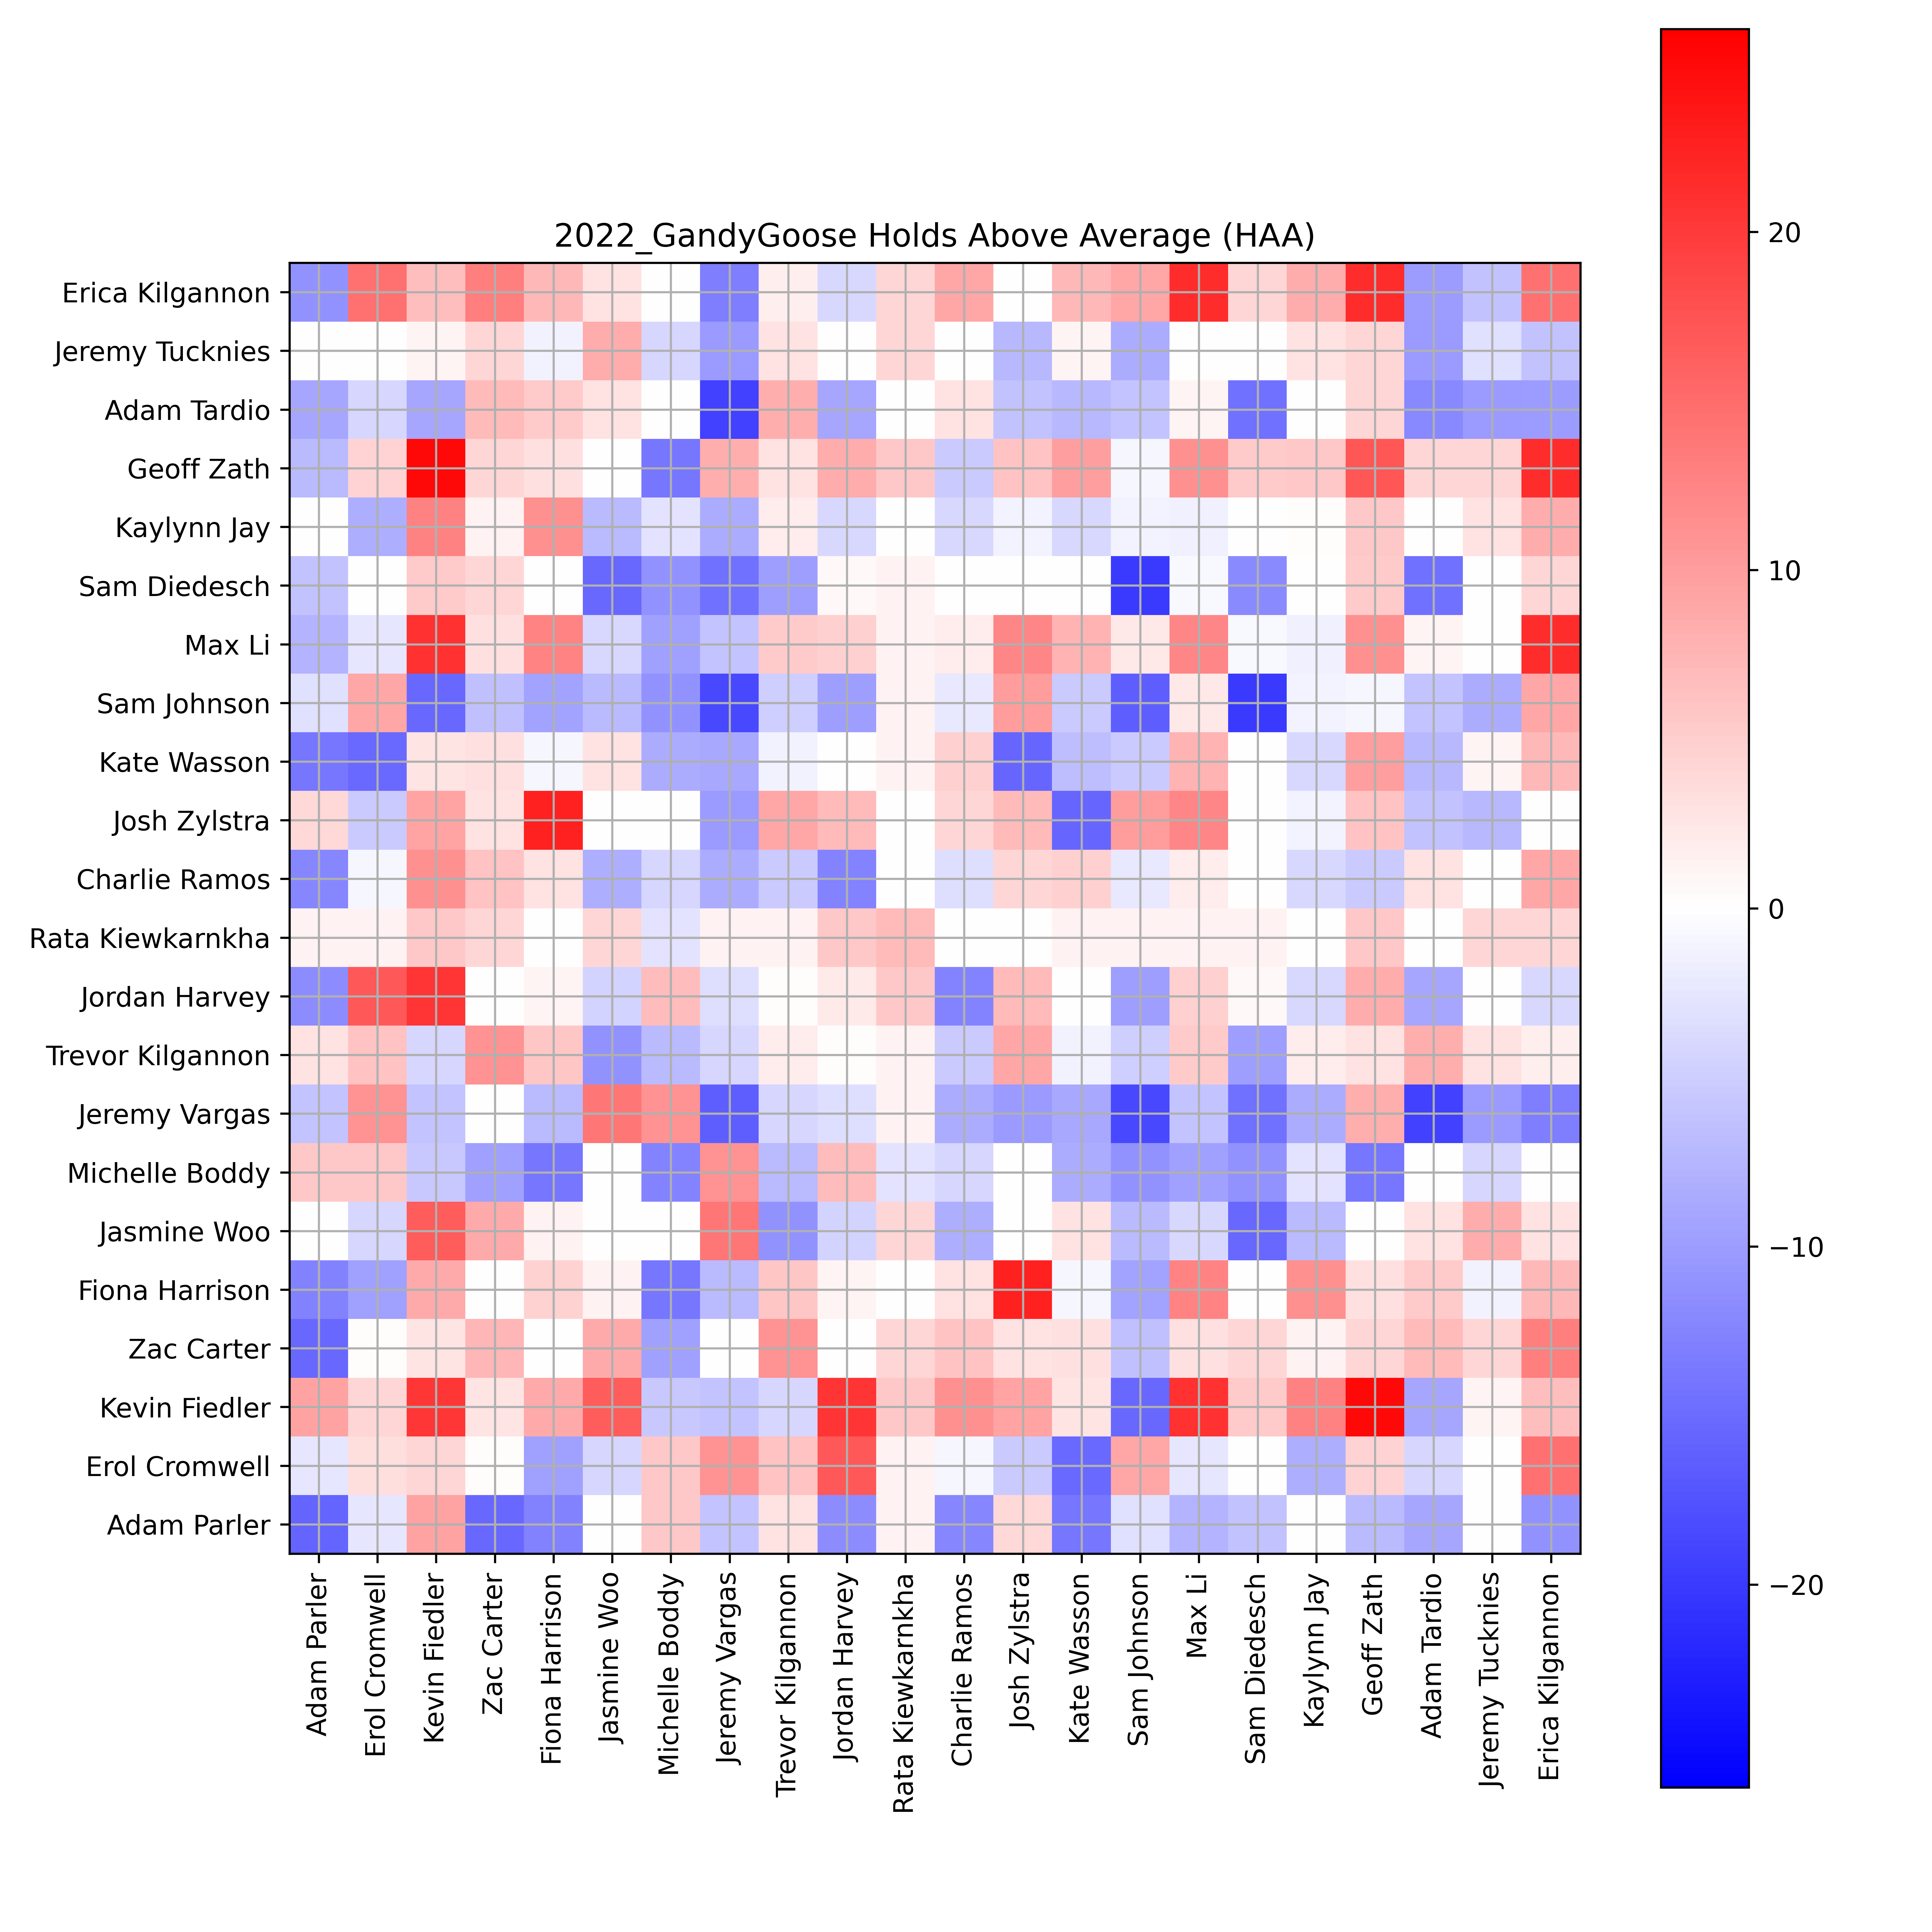 2022_GandyGoose Holds Above Average (HAA)
Erica Kilgannon
Jeremy Tucknies
Adam Tardio
Geoff Zath
Kaylynn Jay
Sam Diedesch
Max Li
Sam Johnson
Kate Wasson
Josh Zylstra
Charlie Ramos
Rata Kiewkarnkha
Jordan Harvey
Trevor Kilgannon
Jeremy Vargas
Michelle Boddy
Jasmine Woo
Fiona Harrison
Zac Carter
Kevin Fiedler
Erol Cromwell
Adam Parler
Adam Parler
Erol Cromwell
Kevin Fiedler
Zac Carter
Fiona Harrison
Jasmine Woo
Michelle Boddy
Jeremy Vargas
Trevor Kilgannon
Jordan Harvey
Rata Kiewkarnkha
Charlie Ramos
Josh Zylstra
Kate Wasson
Sam Johnson
Max Li
Sam Diedesch
Kaylynn Jay
Geoff Zath
Adam Tardio
Jeremy Tucknies
Erica Kilgannon
20
10
0
−10
−20